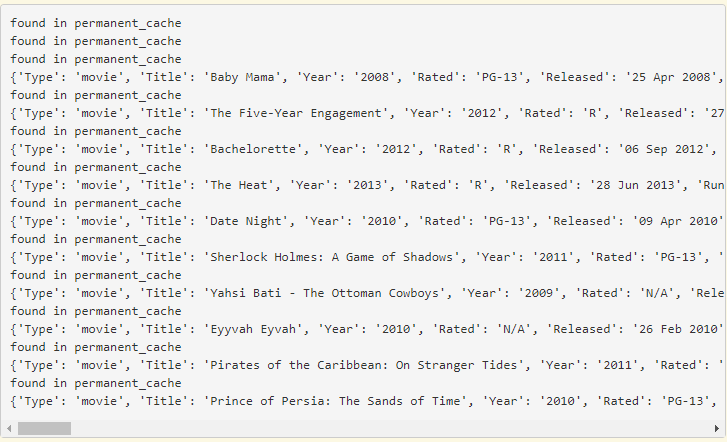 found in permanent_cache
found in permanent_cache
found in permanent_cache
{'Type': 'movie', 'Title': 'Baby Mama', 'Year': '2008', 'Rated': 'PG-13', 'Released': '25 Apr 2008',
found in permanent_cache
{'Type': 'movie', 'Title': 'The Five-Year Engagement', 'Year': '2012', 'Rated': 'R', 'Released': '27
found in permanent_cache
{'Type': 'movie', 'Title': 'Bachelorette', 'Year': '2012', 'Rated': 'R', 'Released': '06 Sep 2012',
found in permanent_cache
{'Type': 'movie', 'Title': 'The Heat', 'Year': '2013', 'Rated': 'R', 'Released': '28 Jun 2013', 'Run
found in permanent_cache
{'Type': 'movie', 'Title': 'Date Night', 'Year': '2010', 'Rated': 'PG-13', 'Released': '09 Apr 2010'
found in permanent_cache
{'Type': 'movie', 'Title': 'Sherlock Holmes: A Game of Shadows', 'Year': '2011', 'Rated': 'PG-13', '
found in permanent_cache
{'Type': 'movie', 'Title': 'Yahsi Bati - The Ottoman Cowboys', 'Year': '2009', 'Rated': 'N/A', 'Rele
found in permanent_cache
{'Type': 'movie', 'Title': 'Eyyvah Eyvah', 'Year': '2010', 'Rated': 'N/A', 'Released': '26 Feb 2010'
found in permanent_cache
{'Type': 'movie', 'Title': 'Pirates of the Caribbean: On Stranger Tides', 'Year': '2011', 'Rated': '
found in permanent_cache
{'Type': 'movie', 'Title': 'Prince of Persia: The Sands of Time', 'Year': '2010', 'Rated': 'PG-13',